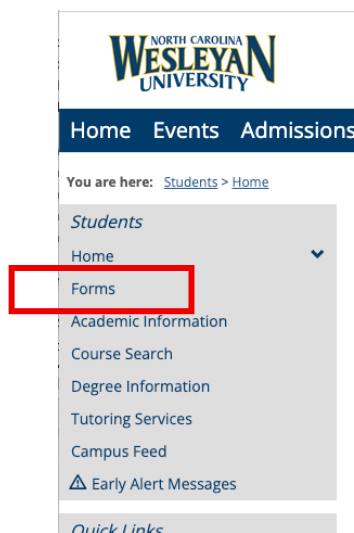 NORTH CAROLINA
WESLEYAN
UNIVERSITY
Home Events Admissions
You are here: Students > Home
Students
Home
Forms
Academic Information
Course Search
Degree Information
Tutoring Services
Campus Feed
Early Alert Messages
Quick Links